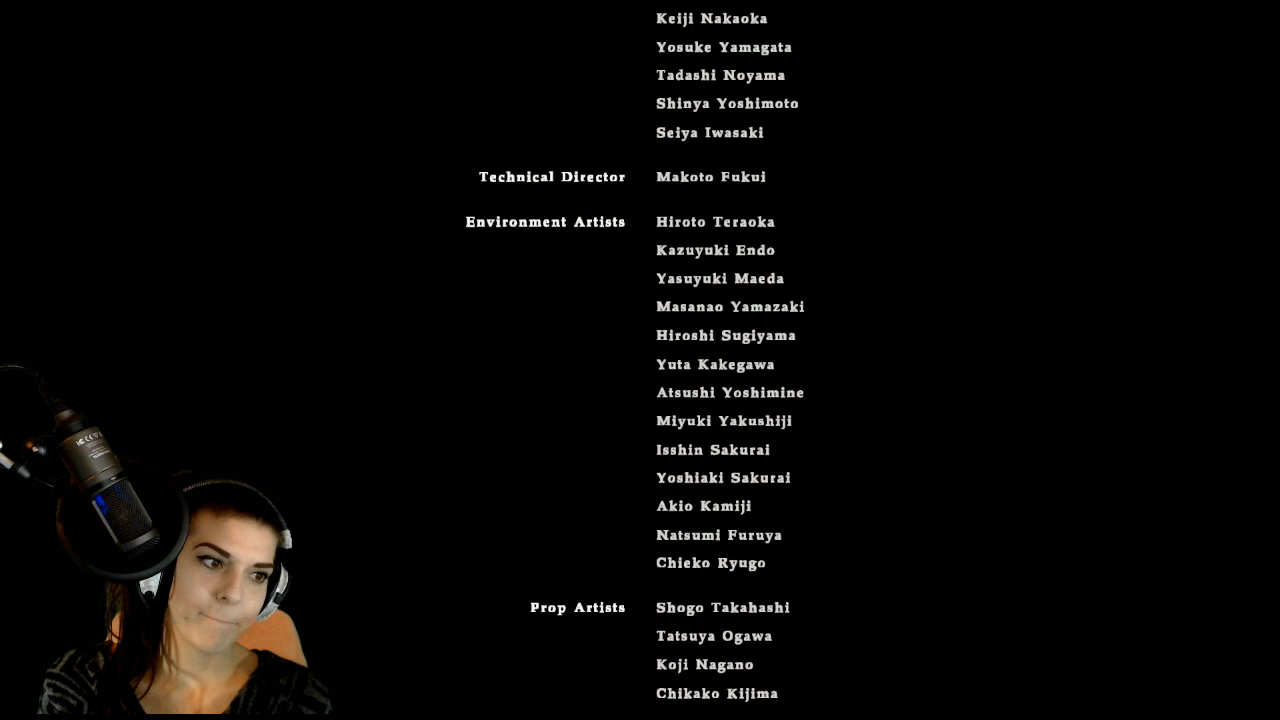 Keiji Nakaoka
Yosuke Yamagata
Tadashi Noyama
Shinya Yoshimoto
Seiya Iwasaki
Technical Director Makoto Fukui
Environment Artists Hiroto Teraoka
Kazuyuki Endo
Yasuyuki Maeda
Masanao Yamazaki
Hiroshi Sugiyama
Yuta Kakegawa
Atsushi Yoshimine
Miyuki Yakushiji
Isshin Sakurai
Yoshiaki Sakurai
Akio Kamiji
Natsumi Furuya
Chieko Ryugo
Prop Artists Shogo Takahashi
Tatsuya Ogawa
Koji Nagano
Chikako Kijima